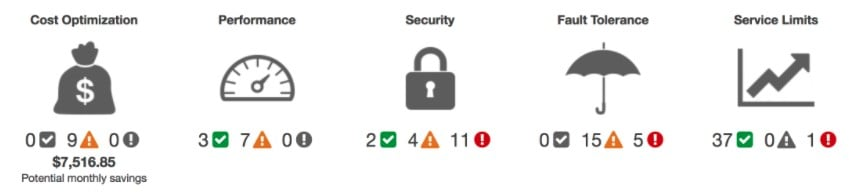 Cost Optimization Performance Security Fault Tolerance Service Limits
$
0 9 0 3 7 0 2 4 11 0 15 5 37 0 1
$7,516.85
Potential monthly savings